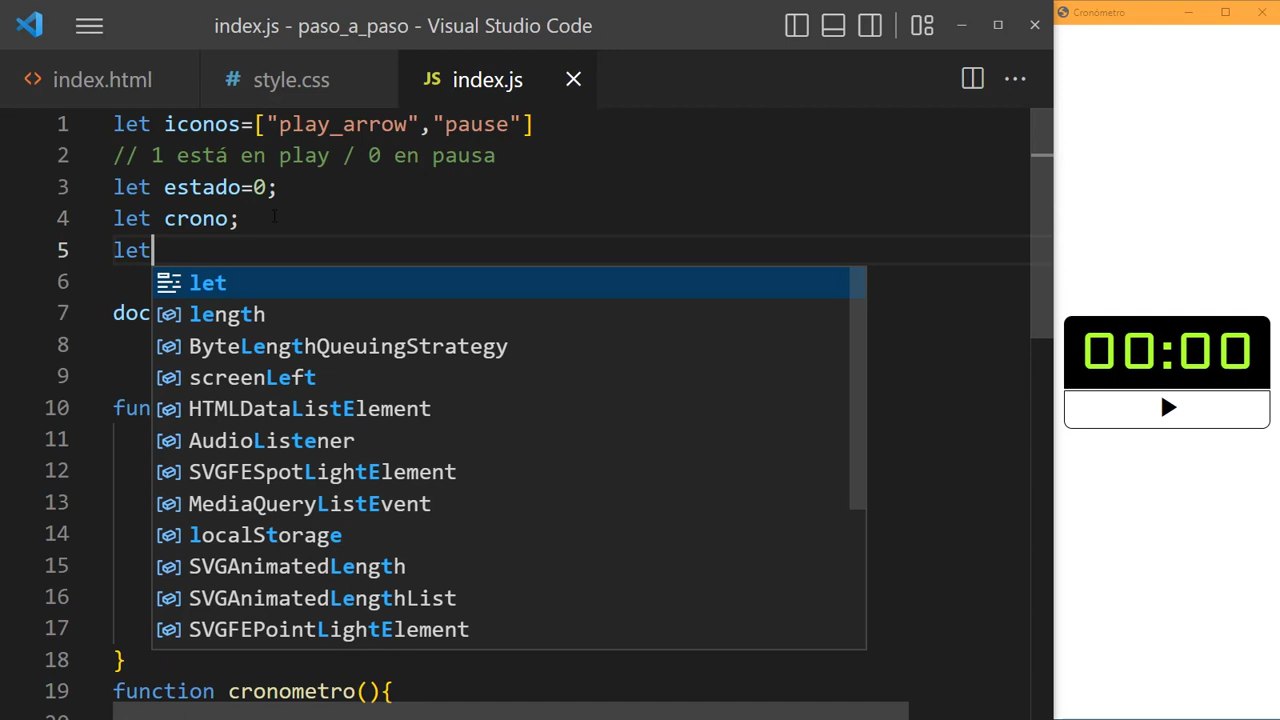 index.js - paso_a_paso - Visual Studio Code
Cronómetro
index.html
style.css
JS index.js
1 let iconos=["play_arrow","pause"]
2 // 1 está en play / 0 en pausa
3 let estado=0;
4 let crono;
5 let
6
let
length
ByteLengthQueuingStrategy
screenLeft
HTMLDataListElement
AudioListener
SVGFESpotLightElement
MediaQueryListEvent
localStorage
SVGAnimatedLength
SVGAnimatedLengthList
SVGFEPointLightElement
7 doc
8
9
10 fun
11
12
13
14
15
16
17
18 }
19 function cronometro(){
00:00